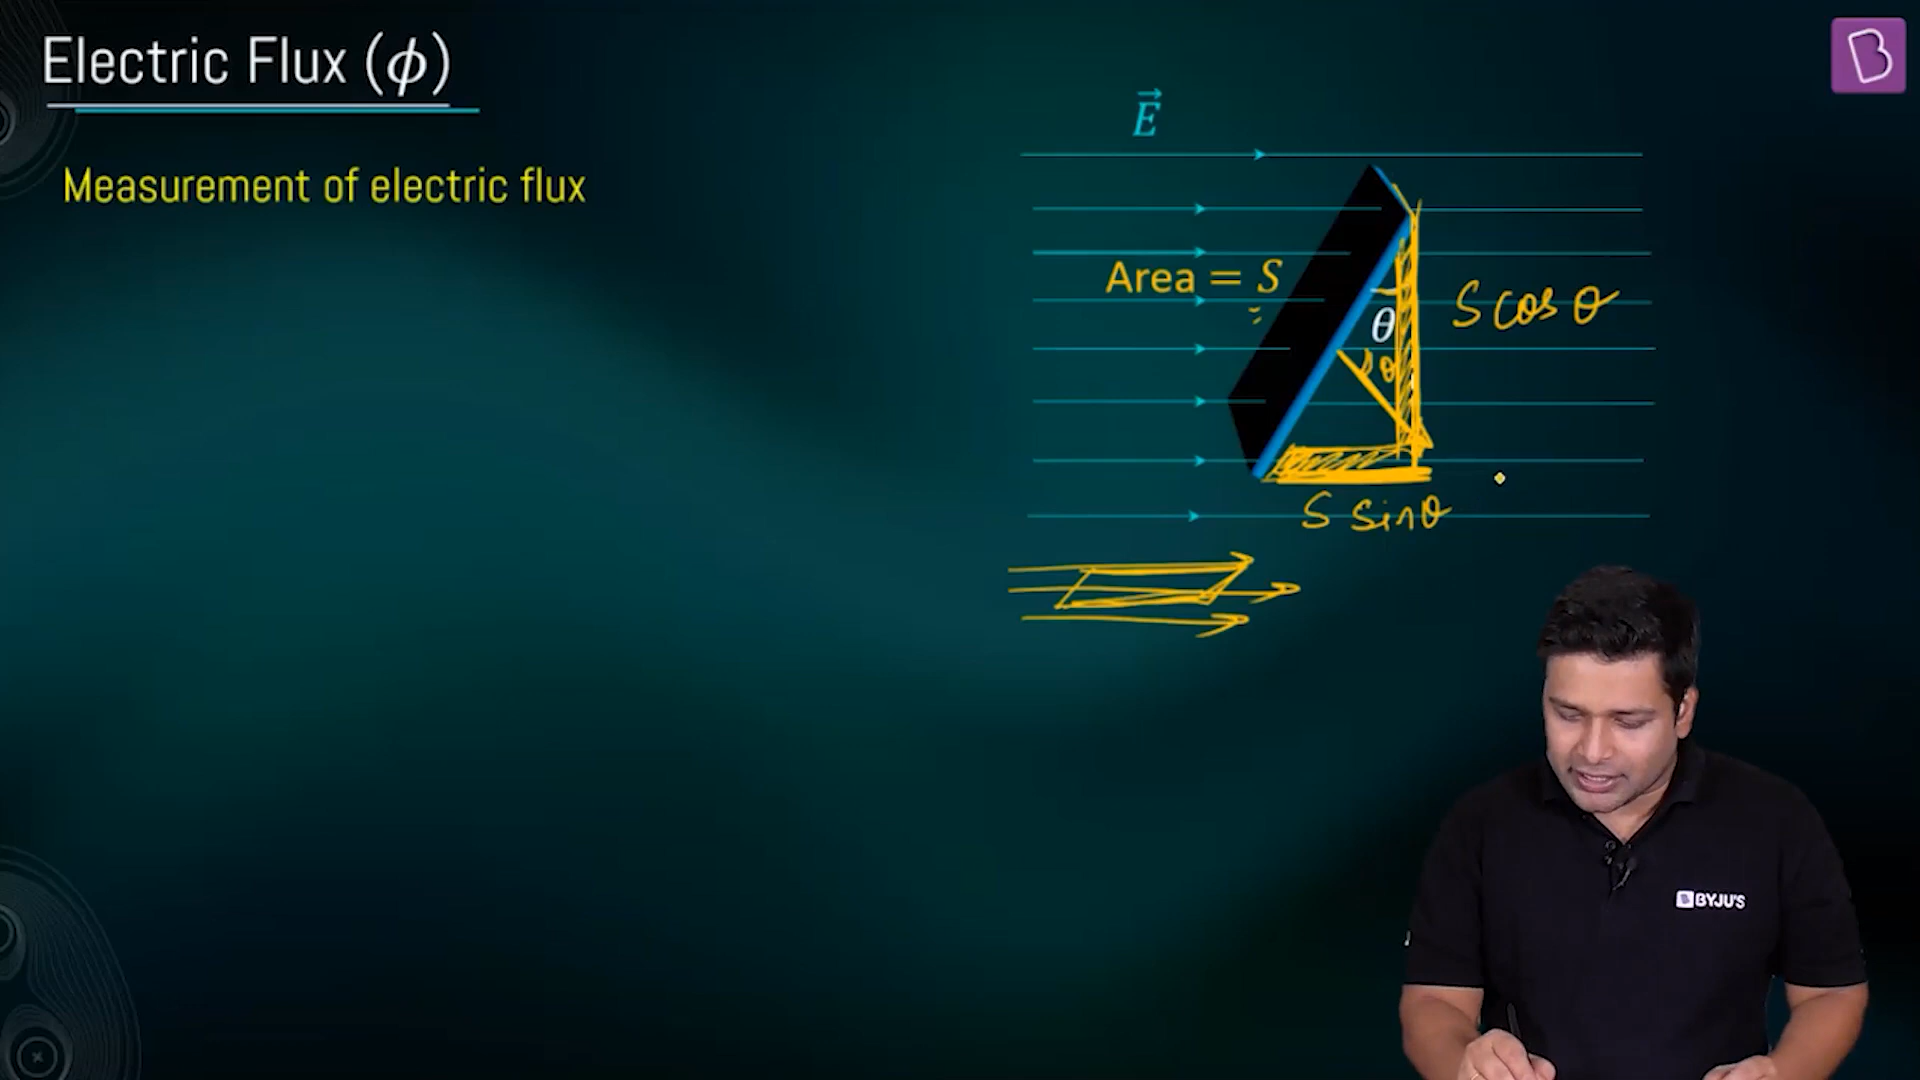 Electric Flux (ϕ)
Measurement of electric flux
E⃗
Area = S
θ
S cos θ
θ
S sinθ
BYJU'S